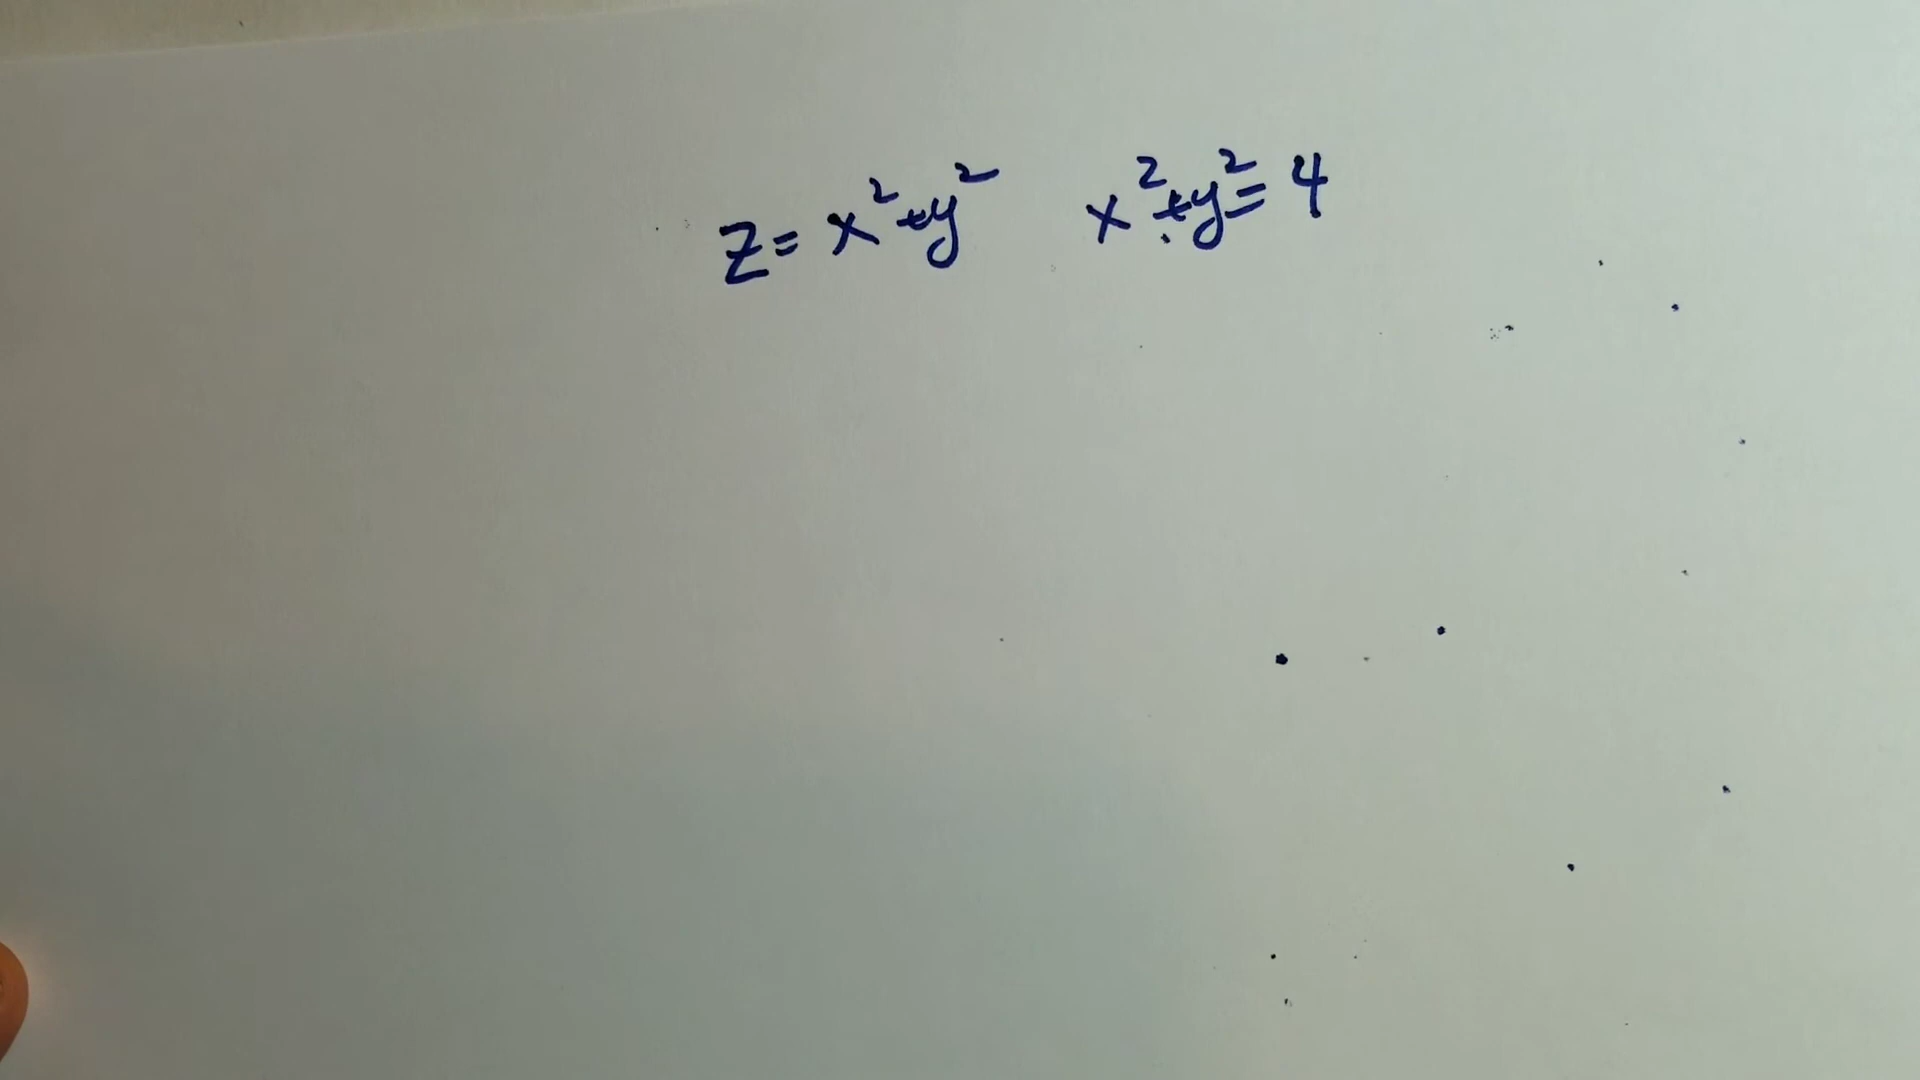 z = x² + y² x² + y² = 4